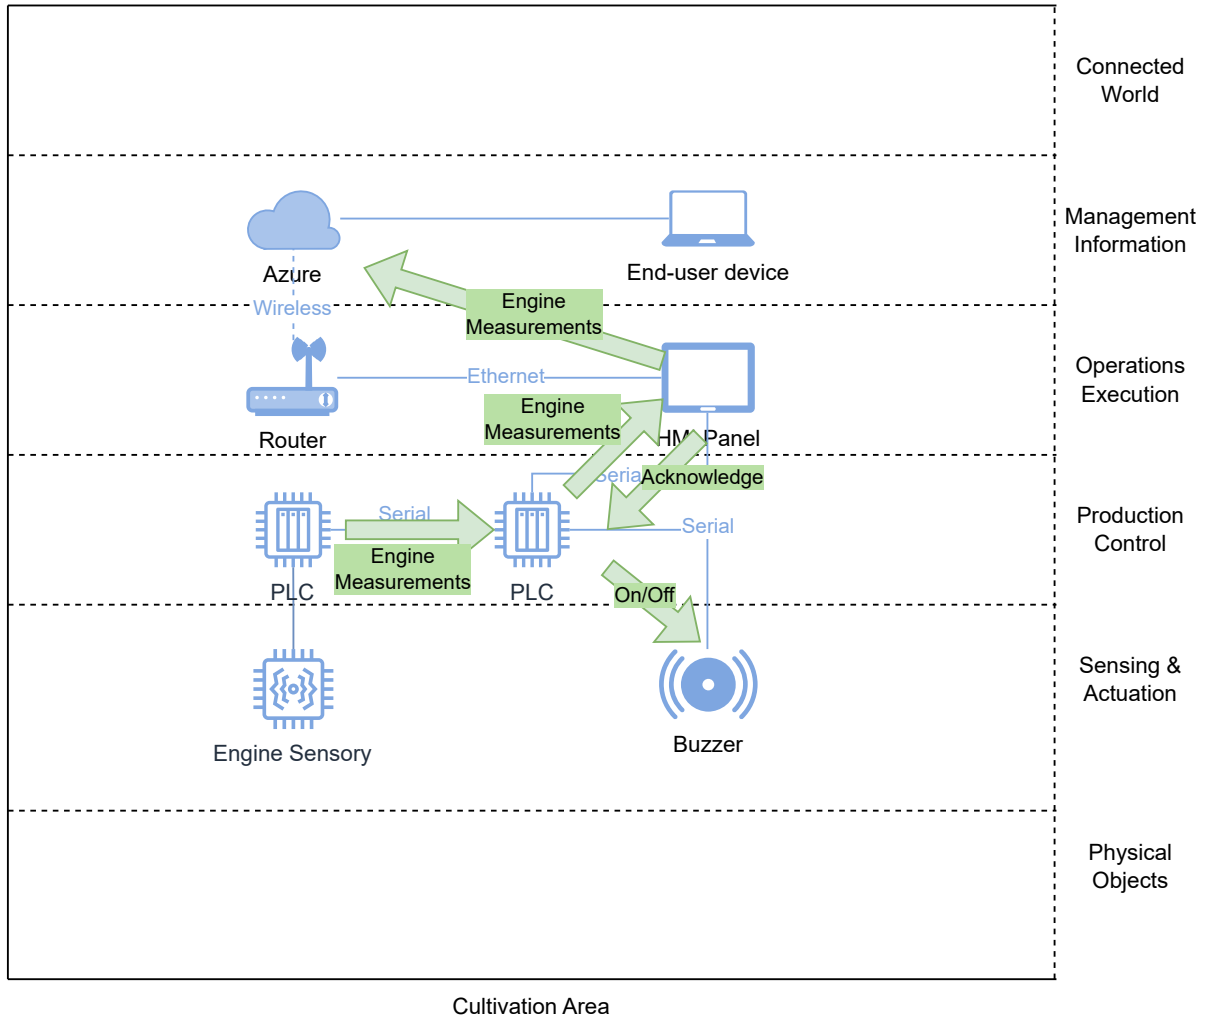 Connected
World
Azure
End-user device
Management
Information
Wireless
Engine
Measurements
Ethernet
Router
Engine
Measurements
HMI Panel
Operations
Execution
Serial
Acknowledge
Serial
Engine
Measurements
PLC
PLC
Serial
On/Off
Production
Control
Engine Sensory
Buzzer
Sensing &
Actuation
Physical
Objects
Cultivation Area